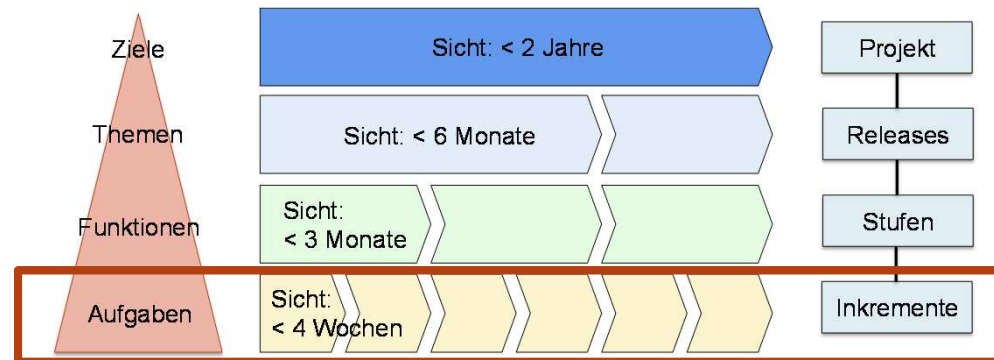 Ziele
Sicht: < 2 Jahre
Projekt
Themen
Sicht: < 6 Monate
Releases
Funktionen
Sicht:
< 3 Monate
Stufen
Aufgaben
Sicht:
< 4 Wochen
Inkremente